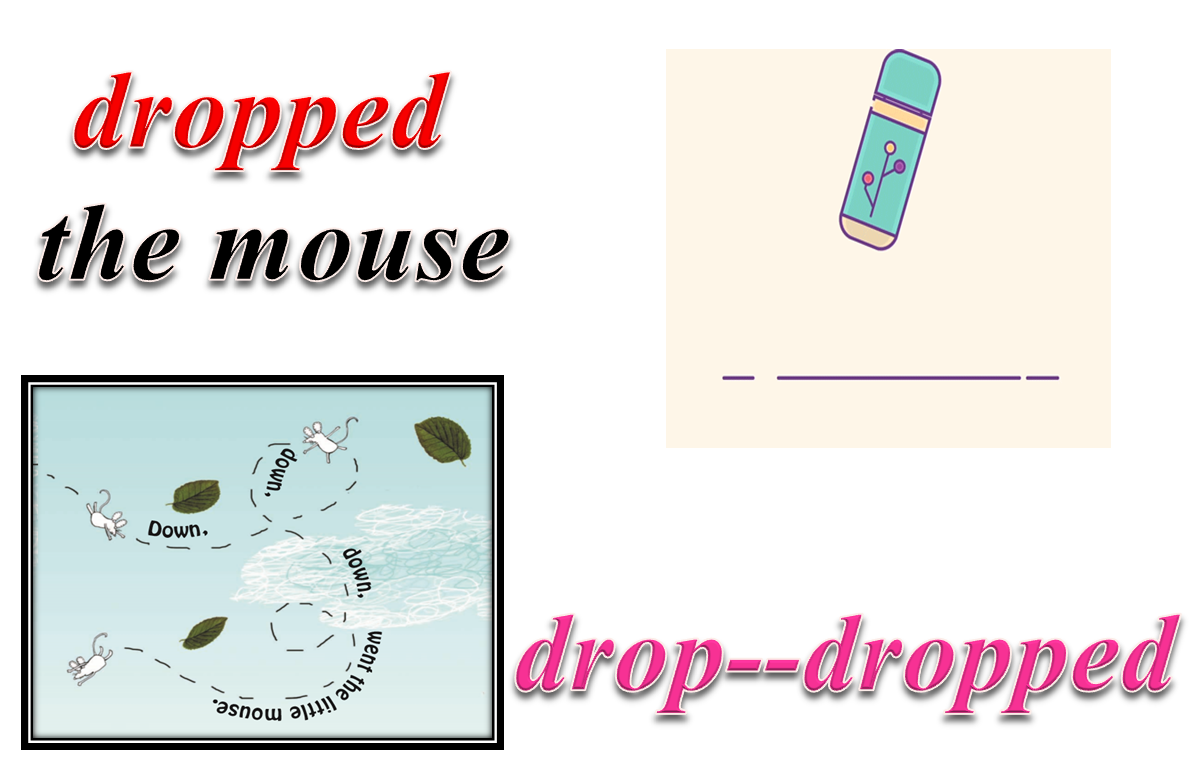 dropped
the mouse
Down,
down,
down,
went the little mouse.
drop--dropped